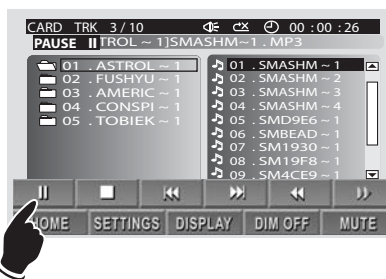 CARD TRK 3/10 00:00:26
PAUSE TROL ~ 1]SMASHM~1 . MP3
01 . ASTROL ~ 1
02 . FUSHYU ~ 1
03 . AMERIC ~ 1
04 . CONSPI ~ 1
05 . TOBIEK ~ 1
01 . SMASHM ~ 1
02 . SMASHM ~ 2
03 . SMASHM ~ 3
04 . SMASHM ~ 4
05 . SMD9E6 ~ 1
06 . SMBEAD ~ 1
07 . SM1930 ~ 1
08 . SM19F8 ~ 1
09 . SM4CE9 ~ 1
HOME SETTINGS DISPLAY DIM OFF MUTE